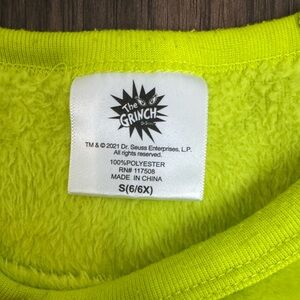 The
GRINCH
TM & © 2021 Dr. Seuss Enterprises, L.P.
All rights reserved.
100%POLYESTER
RN# 117508
MADE IN CHINA
S(6/6X)